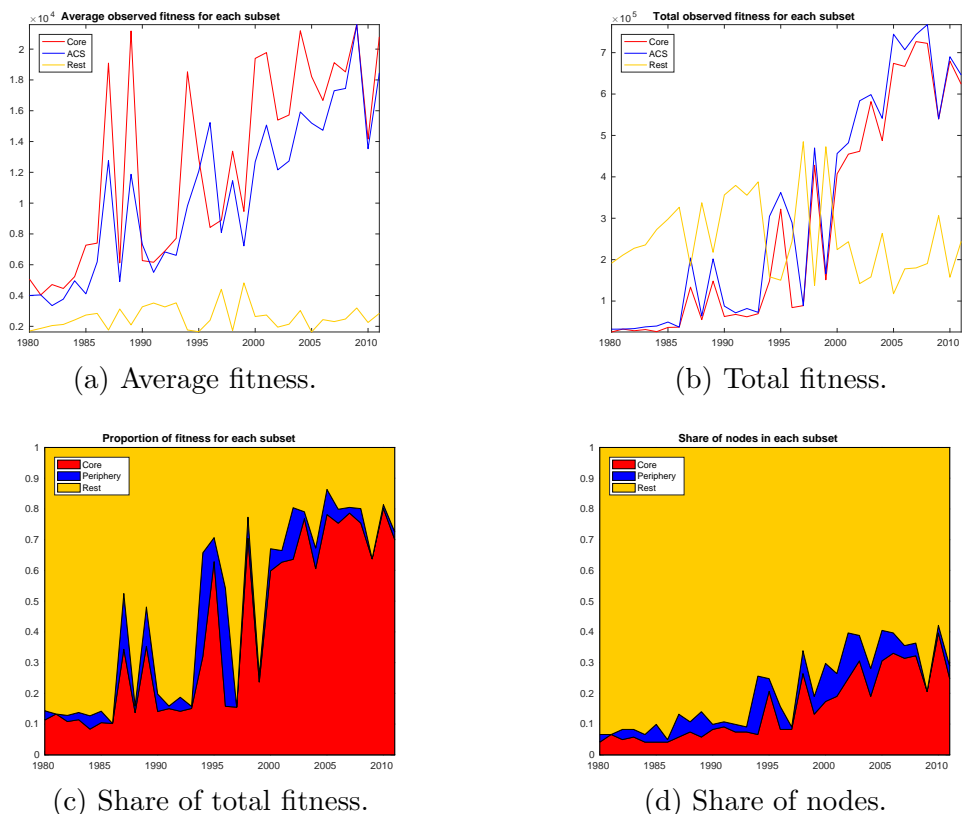 Average observed fitness for each subset
2.2 ×10⁴
Core
ACS
Rest
2
1.8
1.6
1.4
1.2
1
0.8
0.6
0.4
0.2
1980 1985 1990 1995 2000 2005 2010
(a) Average fitness.
Total observed fitness for each subset
×10⁵
Core
ACS
Rest
7
6
5
4
3
2
1
1980 1985 1990 1995 2000 2005 2010
(b) Total fitness.
Proportion of fitness for each subset
Core
Periphery
Rest
1
0.9
0.8
0.7
0.6
0.5
0.4
0.3
0.2
0.1
0
1980 1985 1990 1995 2000 2005 2010
(c) Share of total fitness.
Share of nodes in each subset
Core
Periphery
Rest
1
0.9
0.8
0.7
0.6
0.5
0.4
0.3
0.2
0.1
0
1980 1985 1990 1995 2000 2005 2010
(d) Share of nodes.